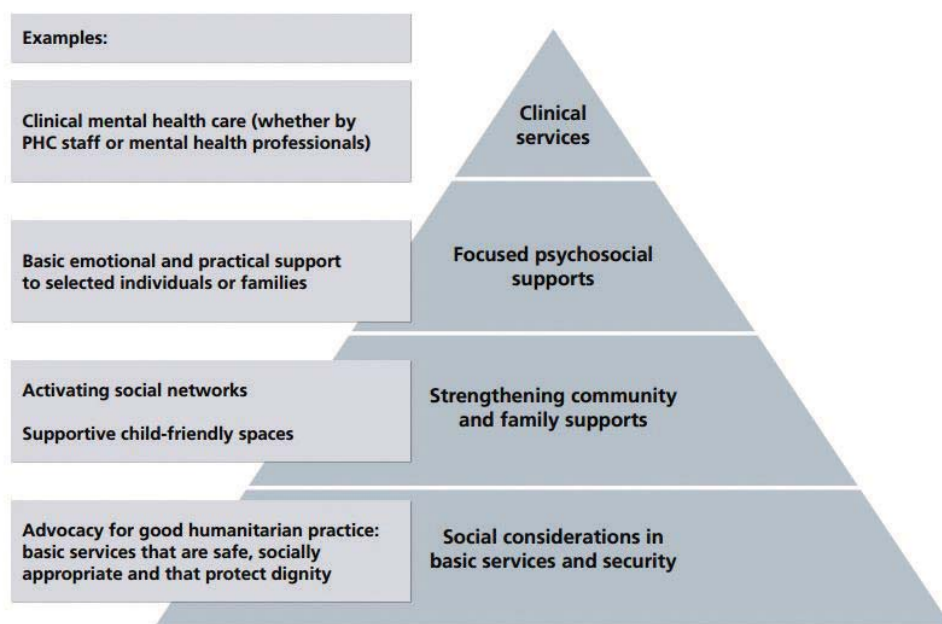 Examples:
Clinical mental health care (whether by
PHC staff or mental health professionals)
Clinical
services
Basic emotional and practical support
to selected individuals or families
Focused psychosocial
supports
Activating social networks
Supportive child-friendly spaces
Strengthening community
and family supports
Advocacy for good humanitarian practice:
basic services that are safe, socially
appropriate and that protect dignity
Social considerations in
basic services and security